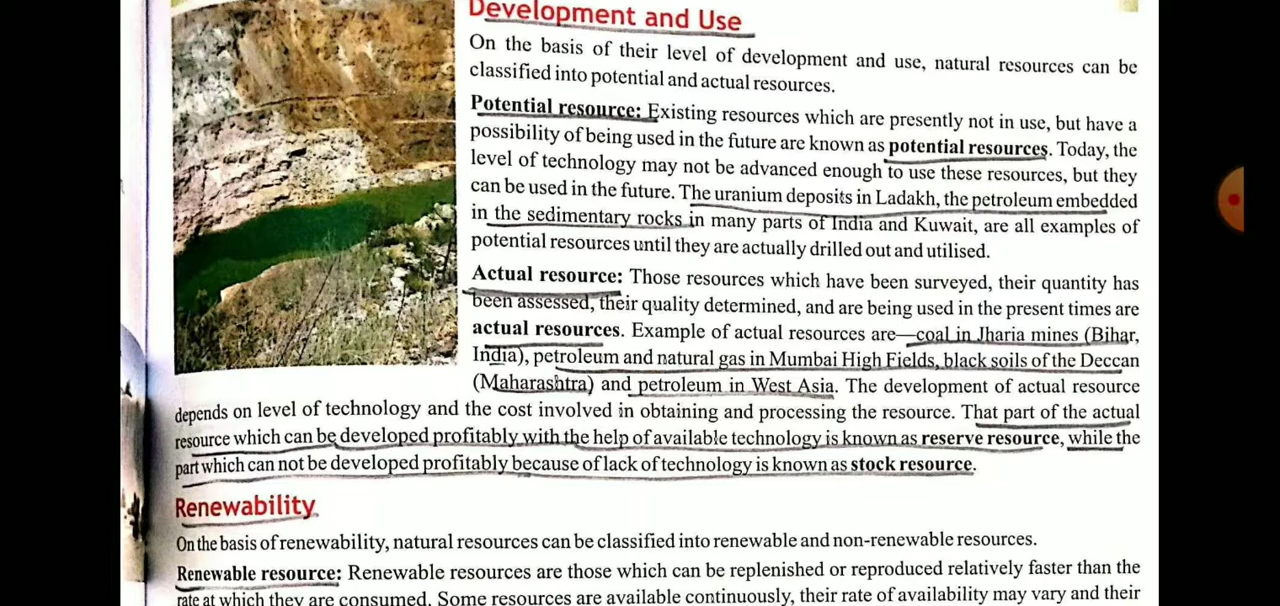 Development and Use
On the basis of their level of development and use, natural resources can be
classified into potential and actual resources.
Potential resource: Existing resources which are presently not in use, but have a
possibility of being used in the future are known as potential resources. Today, the
level of technology may not be advanced enough to use these resources, but they
can be used in the future. The uranium deposits in Ladakh, the petroleum embedded
in the sedimentary rocks in many parts of India and Kuwait, are all examples of
potential resources until they are actually drilled out and utilised.
Actual resource: Those resources which have been surveyed, their quantity has
been assessed, their quality determined, and are being used in the present times are
actual resources. Example of actual resources are—coal in Jharia mines (Bihar,
India), petroleum and natural gas in Mumbai High Fields, black soils of the Deccan
(Maharashtra) and petroleum in West Asia. The development of actual resource
depends on level of technology and the cost involved in obtaining and processing the resource. That part of the actual
resource which can be developed profitably with the help of available technology is known as reserve resource, while the
part which can not be developed profitably because of lack of technology is known as stock resource.
Renewability
On the basis of renewability, natural resources can be classified into renewable and non-renewable resources.
Renewable resource: Renewable resources are those which can be replenished or reproduced relatively faster than the
rate at which they are consumed. Some resources are available continuously, their rate of availability may vary and their